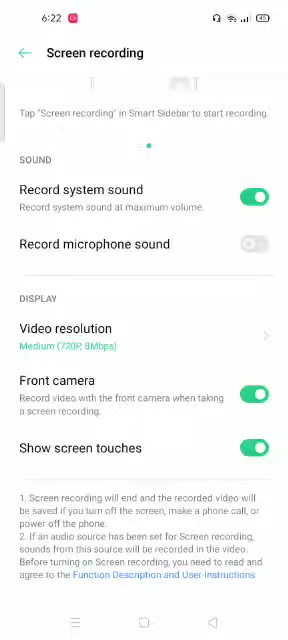 6:22
45
Screen recording
Tap "Screen recording" in Smart Sidebar to start recording.
SOUND
Record system sound
Record system sound at maximum volume.
Record microphone sound
DISPLAY
Video resolution
Medium (720P, 8Mbps)
Front camera
Record video with the front camera when taking
a screen recording.
Show screen touches
1. Screen recording will end and the recorded video will
be saved if you turn off the screen, make a phone call, or
power off the phone.
2. If an audio source has been set for Screen recording,
sounds from this source will be recorded in the video.
Before turning on Screen recording, you need to read and
agree to the Function Description and User Instructions